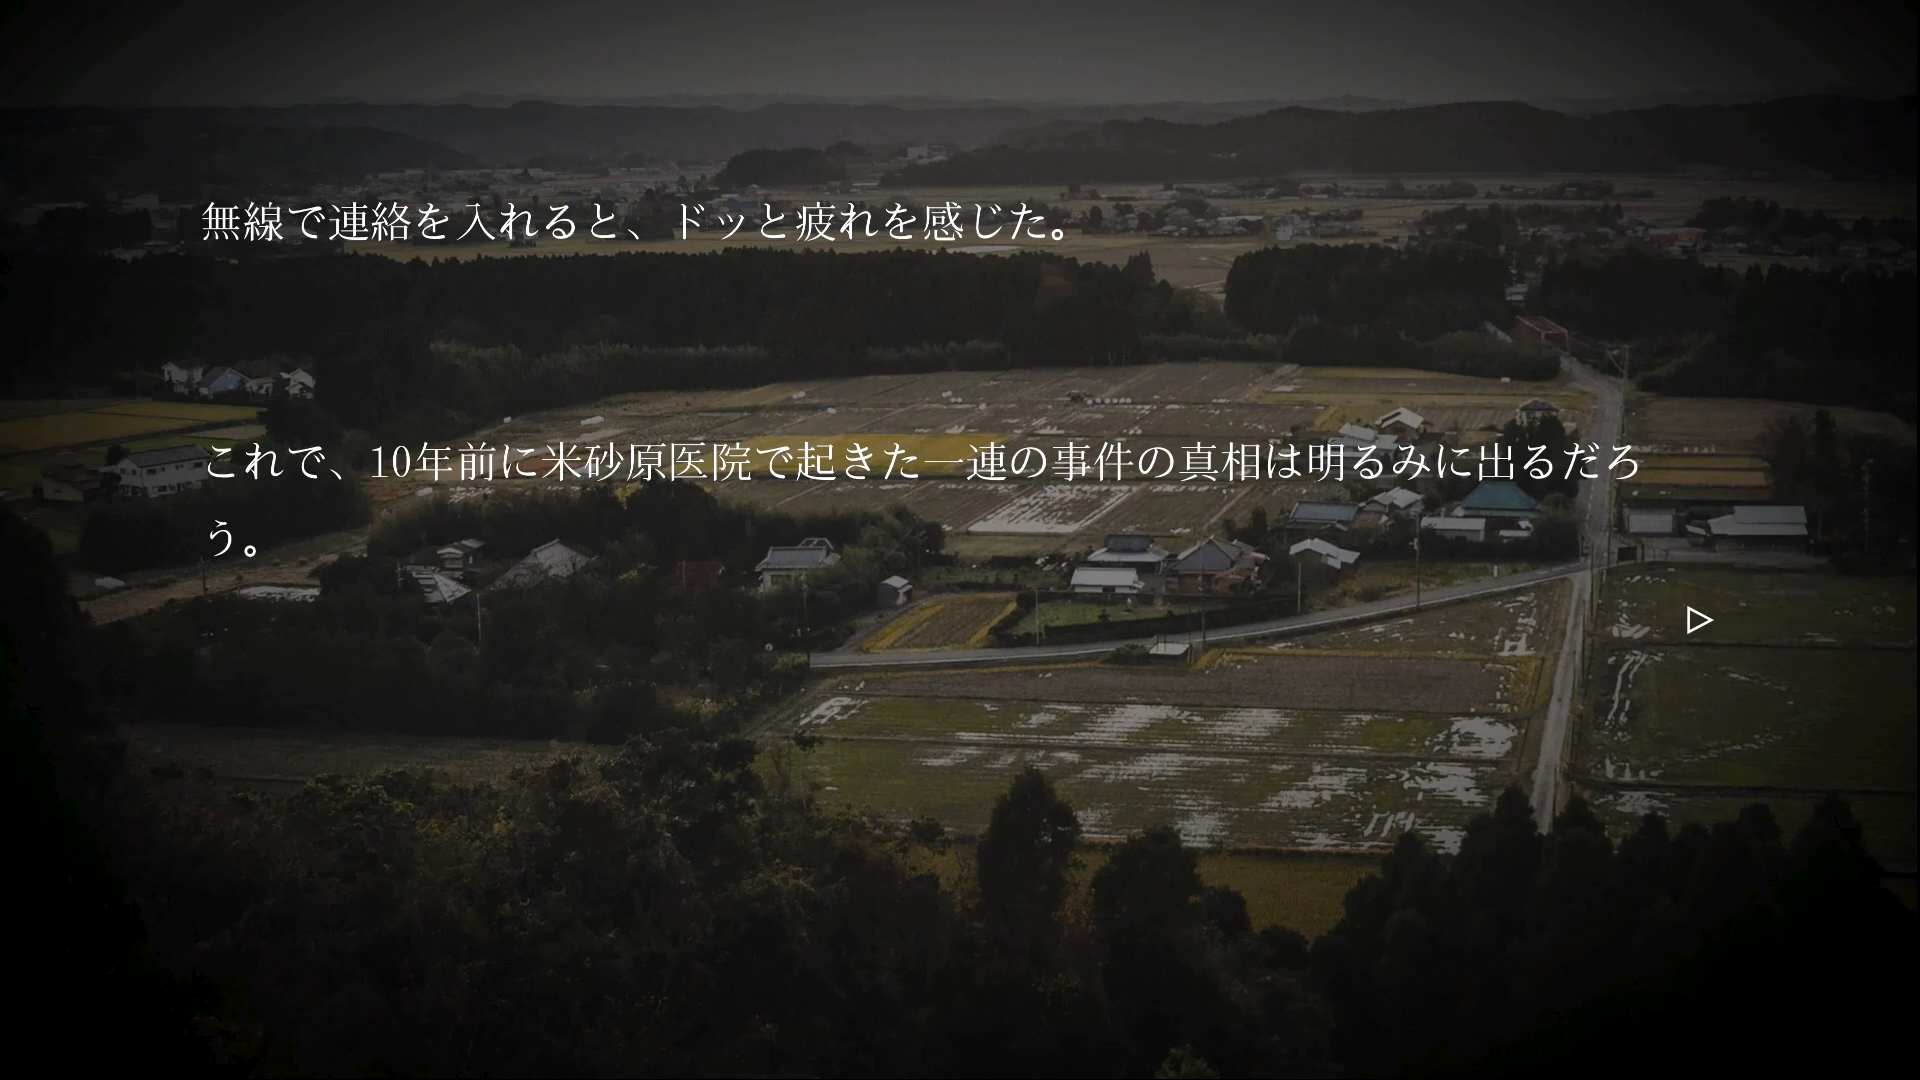 無線で連絡を入れると、ドッと疲れを感じた。
これで、10年前に米砂原医院で起きた一連の事件の真相は明るみに出るだろ
う。